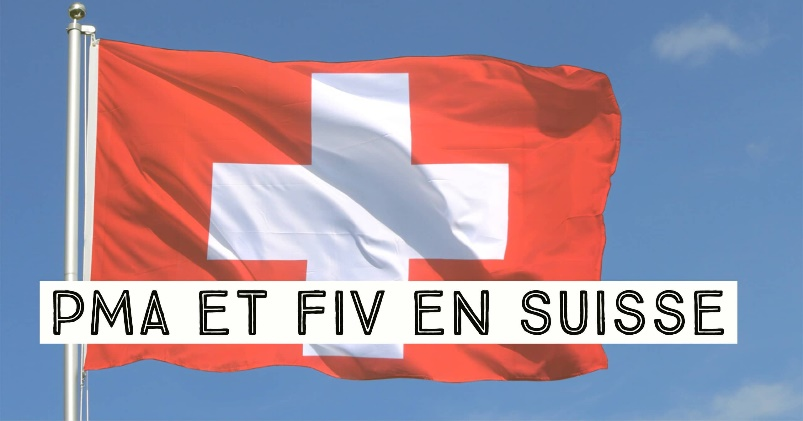 PMA ET FIV EN SUISSE